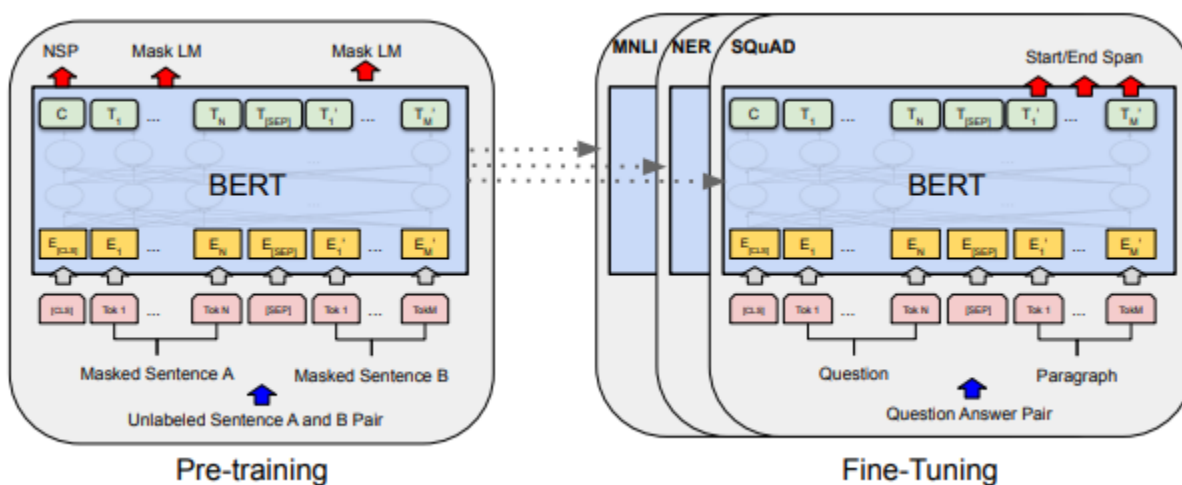 NSP Mask LM Mask LM
C T1 ... TN T[SEP] T1' ... TM'
BERT
E[CLS] E1 ... EN E[SEP] E1' ... EM'
[CLS] Tok 1 ... Tok N [SEP] Tok 1 ... TokM
Masked Sentence A Masked Sentence B
Unlabeled Sentence A and B Pair
Pre-training
MNLI NER SQuAD
Start/End Span
C T1 ... TN T[SEP] T1' ... TM'
BERT
E[CLS] E1 ... EN E[SEP] E1' ... EM'
[CLS] Tok 1 ... Tok N [SEP] Tok 1 ... TokM
Question Paragraph
Question Answer Pair
Fine-Tuning